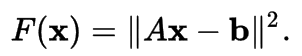 F(𝐱) = ‖A𝐱 − 𝐛‖².